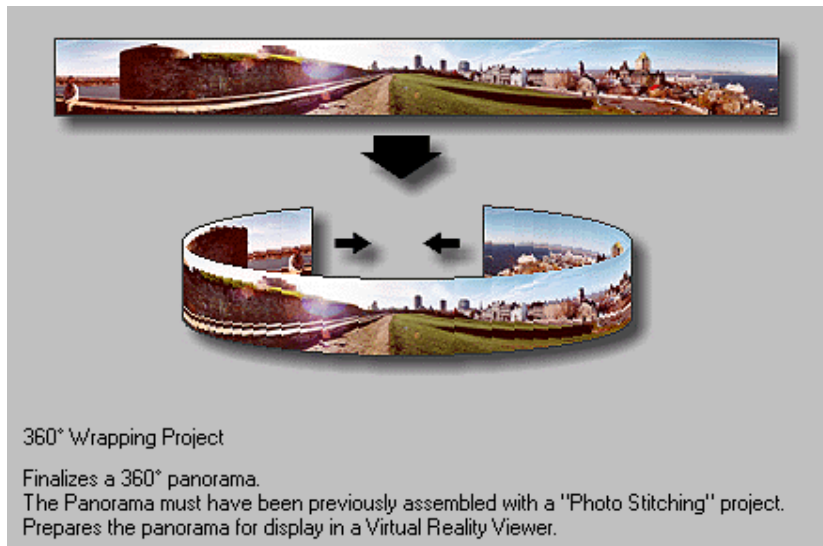 360° Wrapping Project
Finalizes a 360° panorama.
The Panorama must have been previously assembled with a "Photo Stitching" project.
Prepares the panorama for display in a Virtual Reality Viewer.